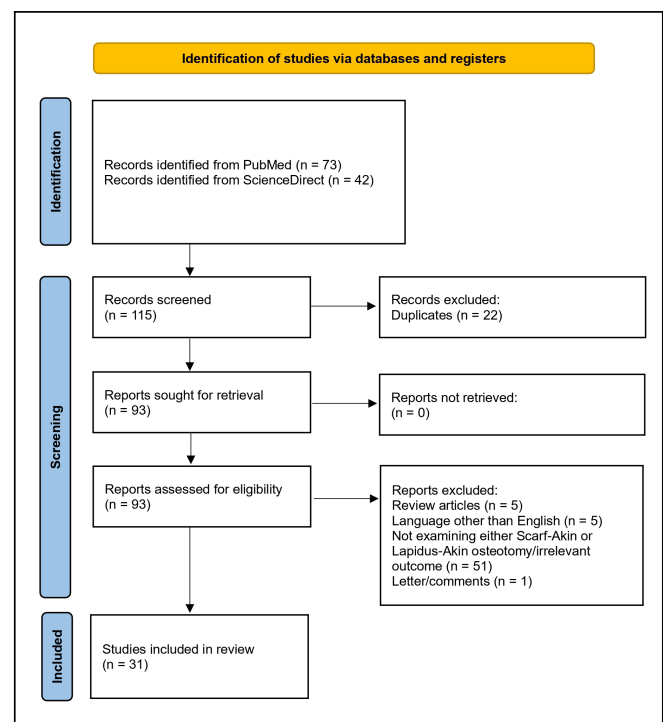 Identification of studies via databases and registers
Identification
Records identified from PubMed (n = 73)
Records identified from ScienceDirect (n = 42)
Screening
Records screened
(n = 115)
Records excluded:
Duplicates (n = 22)
Reports sought for retrieval
(n = 93)
Reports not retrieved:
(n = 0)
Reports assessed for eligibility
(n = 93)
Reports excluded:
Review articles (n = 5)
Language other than English (n = 5)
Not examining either Scarf-Akin or
Lapidus-Akin osteotomy/irrelevant
outcome
(n = 51)
Letter/comments (n = 1)
Included
Studies included in review
(n = 31)